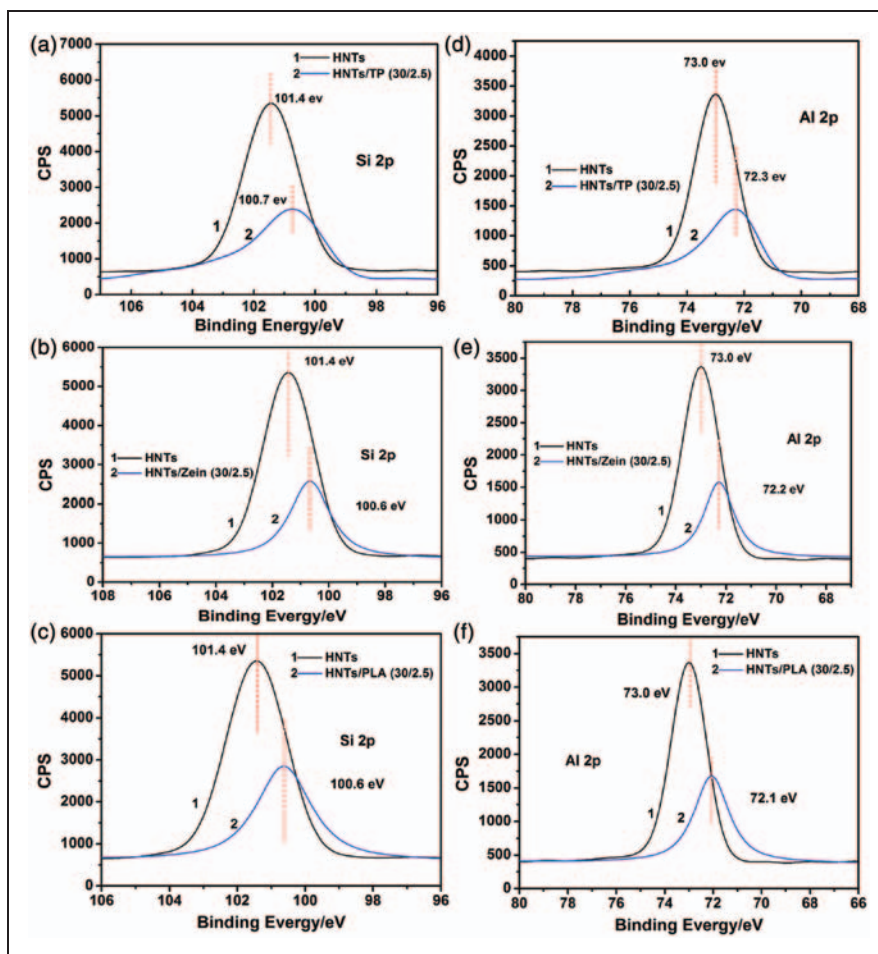 (a)
7000
6000
5000
4000
3000
2000
1000
0
CPS
1 HNTs
2 HNTs/TP (30/2.5)
101.4 ev
Si 2p
100.7 ev
1
2
106 104 102 100 98 96
Binding Energy/eV
(d)
4000
3500
3000
2500
2000
1500
1000
500
0
CPS
73.0 ev
Al 2p
1 HNTs
2 HNTs/TP (30/2.5)
72.3 ev
1
2
80 78 76 74 72 70 68
Binding Evergy/eV
(b)
6000
5000
4000
3000
2000
1000
0
CPS
101.4 eV
1 HNTs
2 HNTs/Zein (30/2.5)
Si 2p
100.6 eV
1
2
108 106 104 102 100 98 96
Binding Evergy/eV
(e)
3500
3000
2500
2000
1500
1000
500
0
CPS
73.0 eV
Al 2p
1 HNTs
2 HNTs/Zein (30/2.5)
72.2 eV
1
2
80 78 76 74 72 70 68
Binding Evergy/eV
(c)
6000
5000
4000
3000
2000
1000
0
CPS
101.4 eV
1 HNTs
2 HNTs/PLA (30/2.5)
Si 2p
100.6 eV
1
2
106 104 102 100 98 96
Binding Evergy/eV
(f)
3500
3000
2500
2000
1500
1000
500
0
CPS
1 HNTs
2 HNTs/PLA (30/2.5)
73.0 eV
Al 2p
72.1 eV
1
2
80 78 76 74 72 70 68 66
Binding Evergy/eV